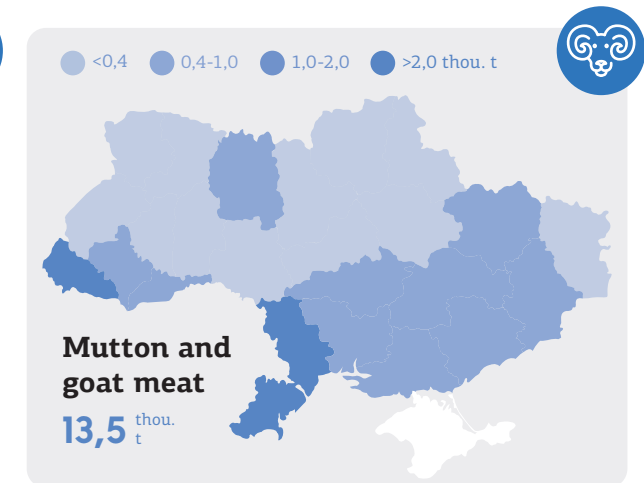 <0,4 0,4-1,0 1,0-2,0 >2,0 thou. t
Mutton and
goat meat
13,5 thou.
t